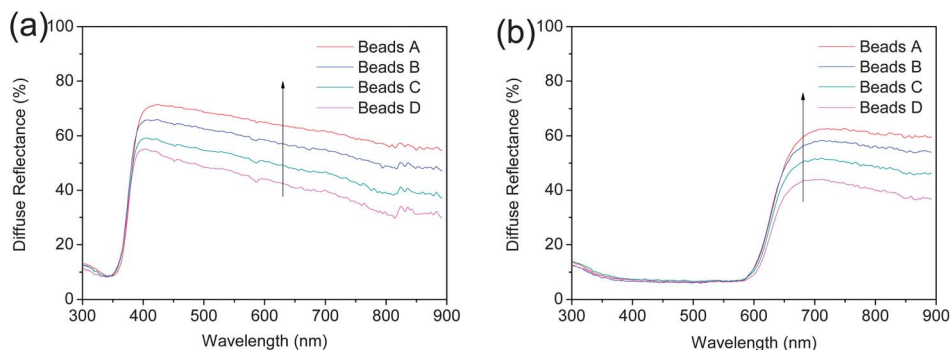 (a)
100
80
60
40
20
0
Diffuse Reflectance (%)
Beads A
Beads B
Beads C
Beads D
300 400 500 600 700 800 900
Wavelength (nm)
(b)
100
80
60
40
20
0
Diffuse Reflectance (%)
Beads A
Beads B
Beads C
Beads D
300 400 500 600 700 800 900
Wavelength (nm)